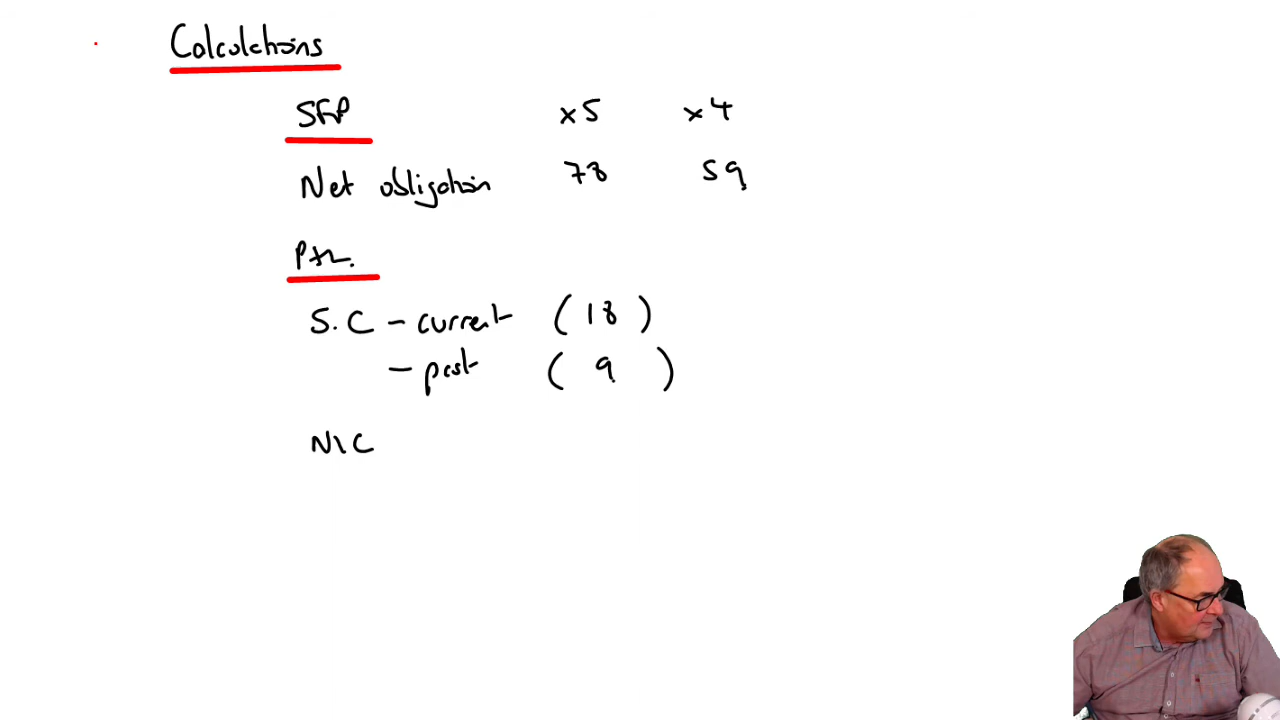 Calculations
SFP x5 x4
Net obligation 78 59
P+L.
S.C - current ( 18 )
- past ( 9 )
NIC